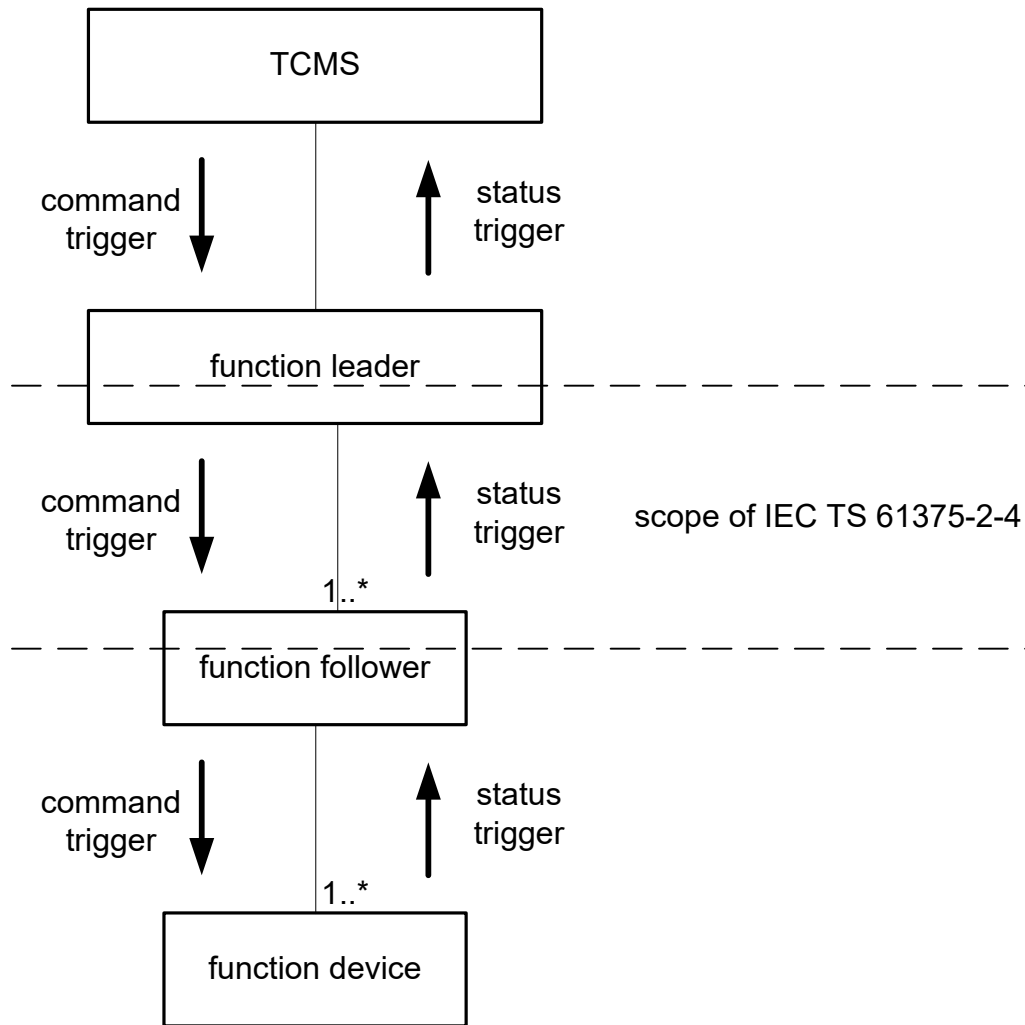 TCMS
command
trigger
status
trigger
function leader
command
trigger
status
trigger
scope of IEC TS 61375-2-4
1..*
function follower
command
trigger
status
trigger
1..*
function device